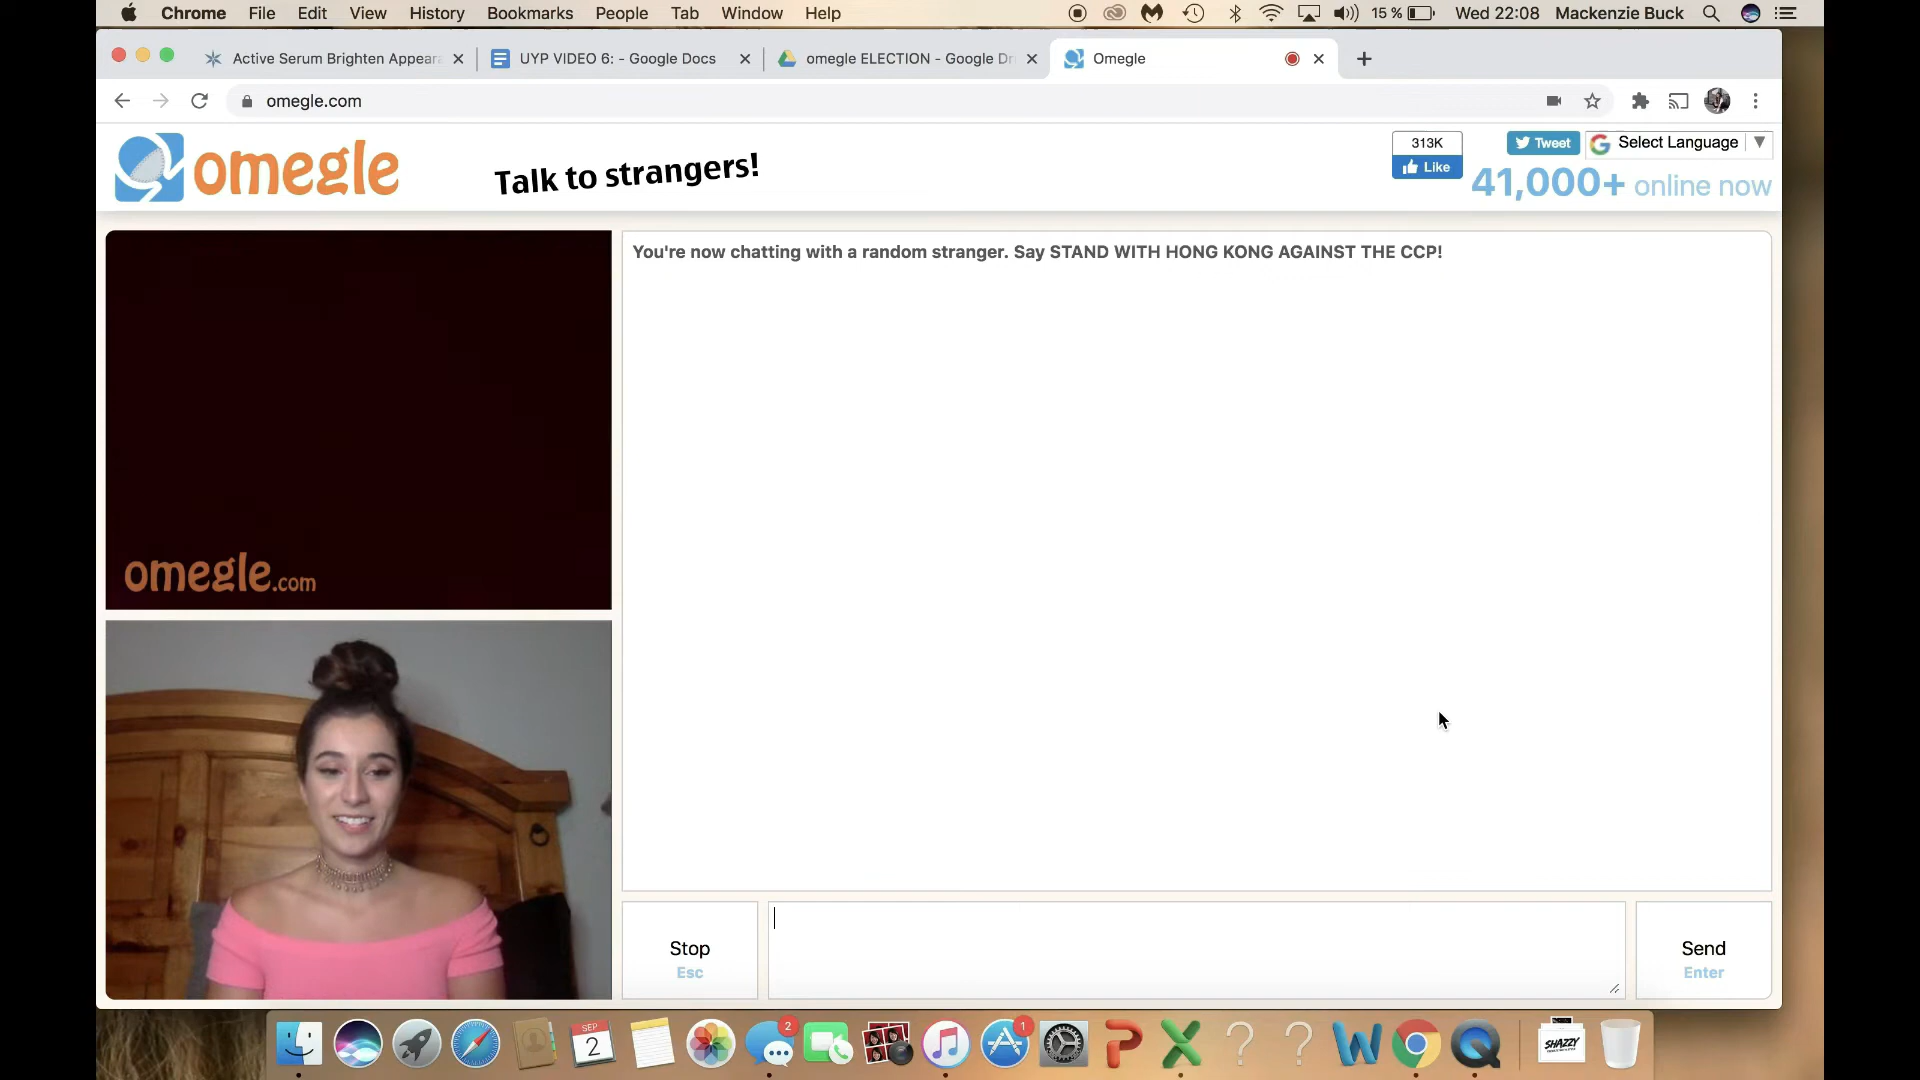 Chrome File Edit View History Bookmarks People Tab Window Help 15 % Wed 22:08 Mackenzie Buck
Active Serum Brighten Appear
UYP VIDEO 6: - Google Docs
omegle ELECTION - Google Dr
Omegle
omegle.com
omegle
Talk to strangers!
313K
Like
Tweet
Select Language
41,000+ online now
You're now chatting with a random stranger. Say STAND WITH HONG KONG AGAINST THE CCP!
omegle.com
Stop
Esc
Send
Enter
SEP
2
2
1
SHAZZY